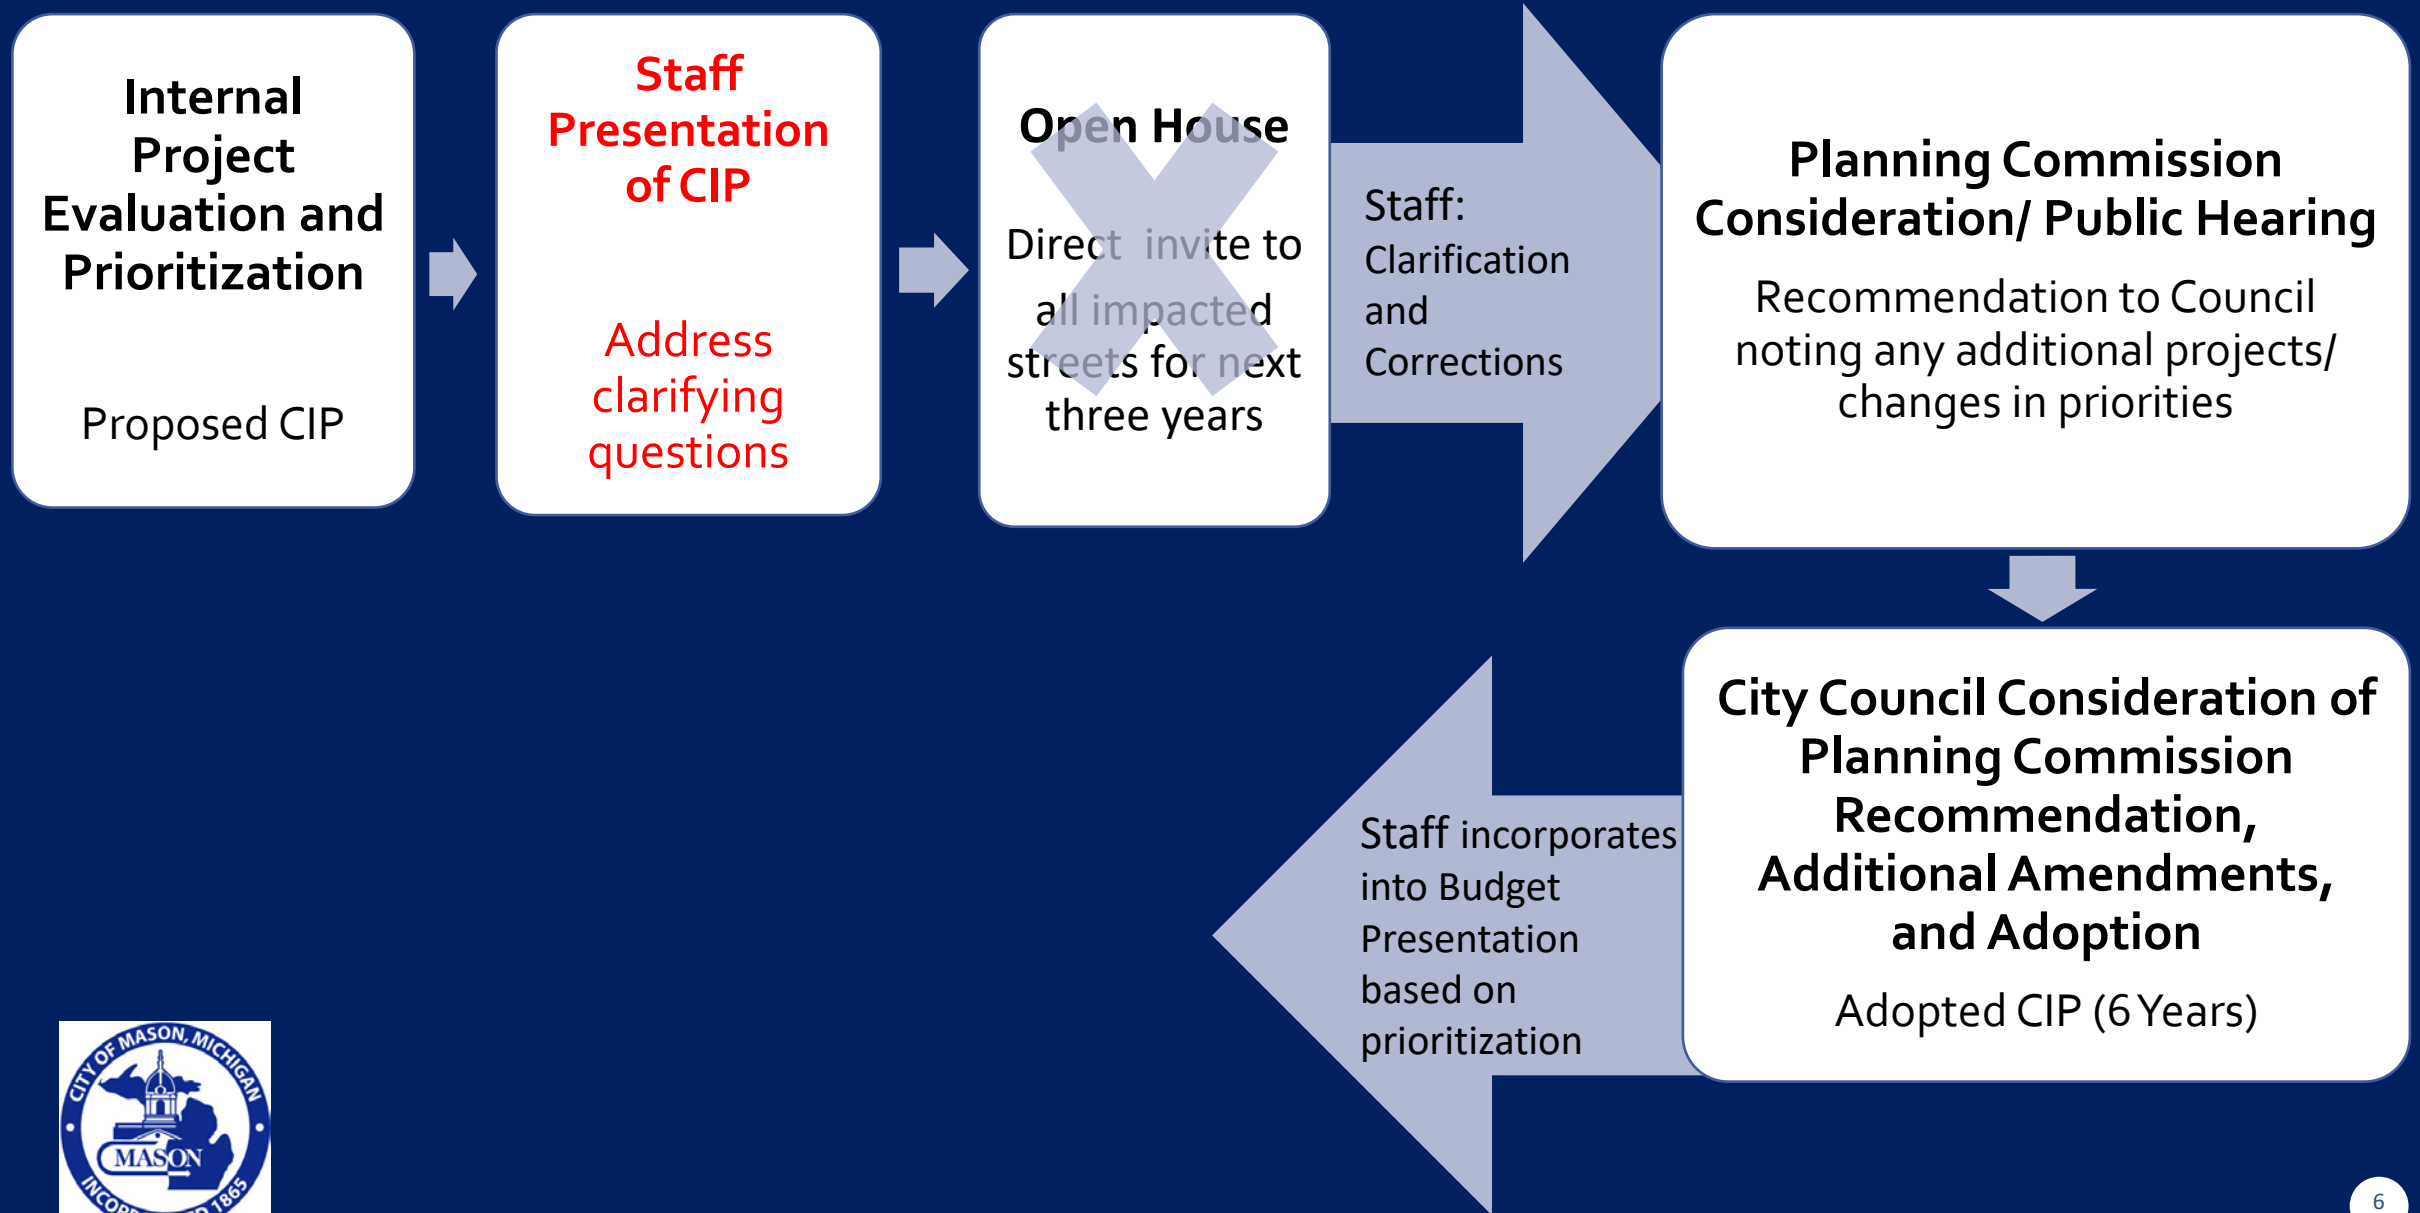 Internal
Project
Evaluation and
Prioritization
Proposed CIP
Staff
Presentation
of CIP
Address
clarifying
questions
Open House
Direct invite to
all impacted
streets for next
three years
Staff:
Clarification
and
Corrections
Planning Commission
Consideration/ Public Hearing
Recommendation to Council
noting any additional projects/
changes in priorities
City Council Consideration of
Planning Commission
Recommendation,
Additional Amendments,
and Adoption
Adopted CIP (6 Years)
Staff incorporates
into Budget
Presentation
based on
prioritization
CITY OF MASON, MICHIGAN
MASON
1865
6